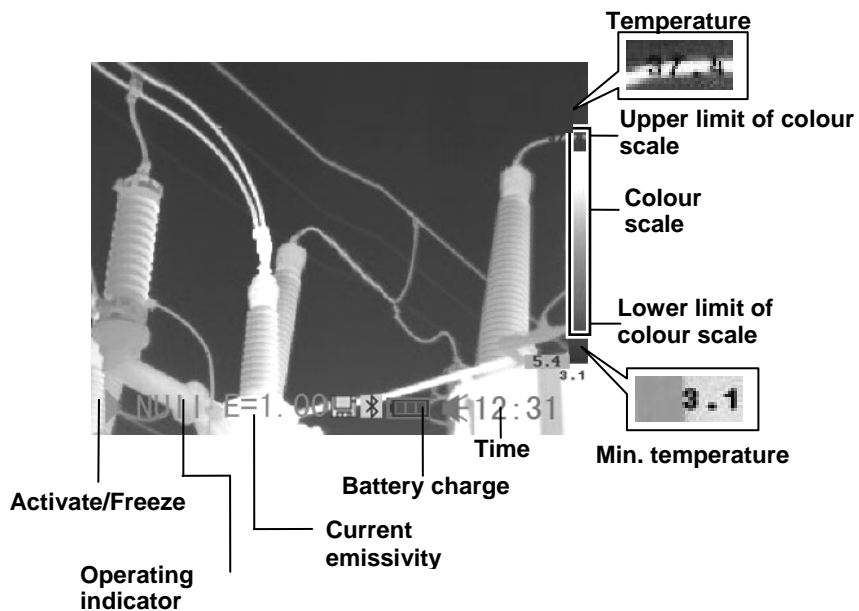 Temperature
37.4
Upper limit of colour
scale
Colour
scale
Lower limit of
colour scale
5.4
3.1
3.1
NULL E=1.00
12:31
Time
Min. temperature
Battery charge
Activate/Freeze
Current
emissivity
Operating
indicator